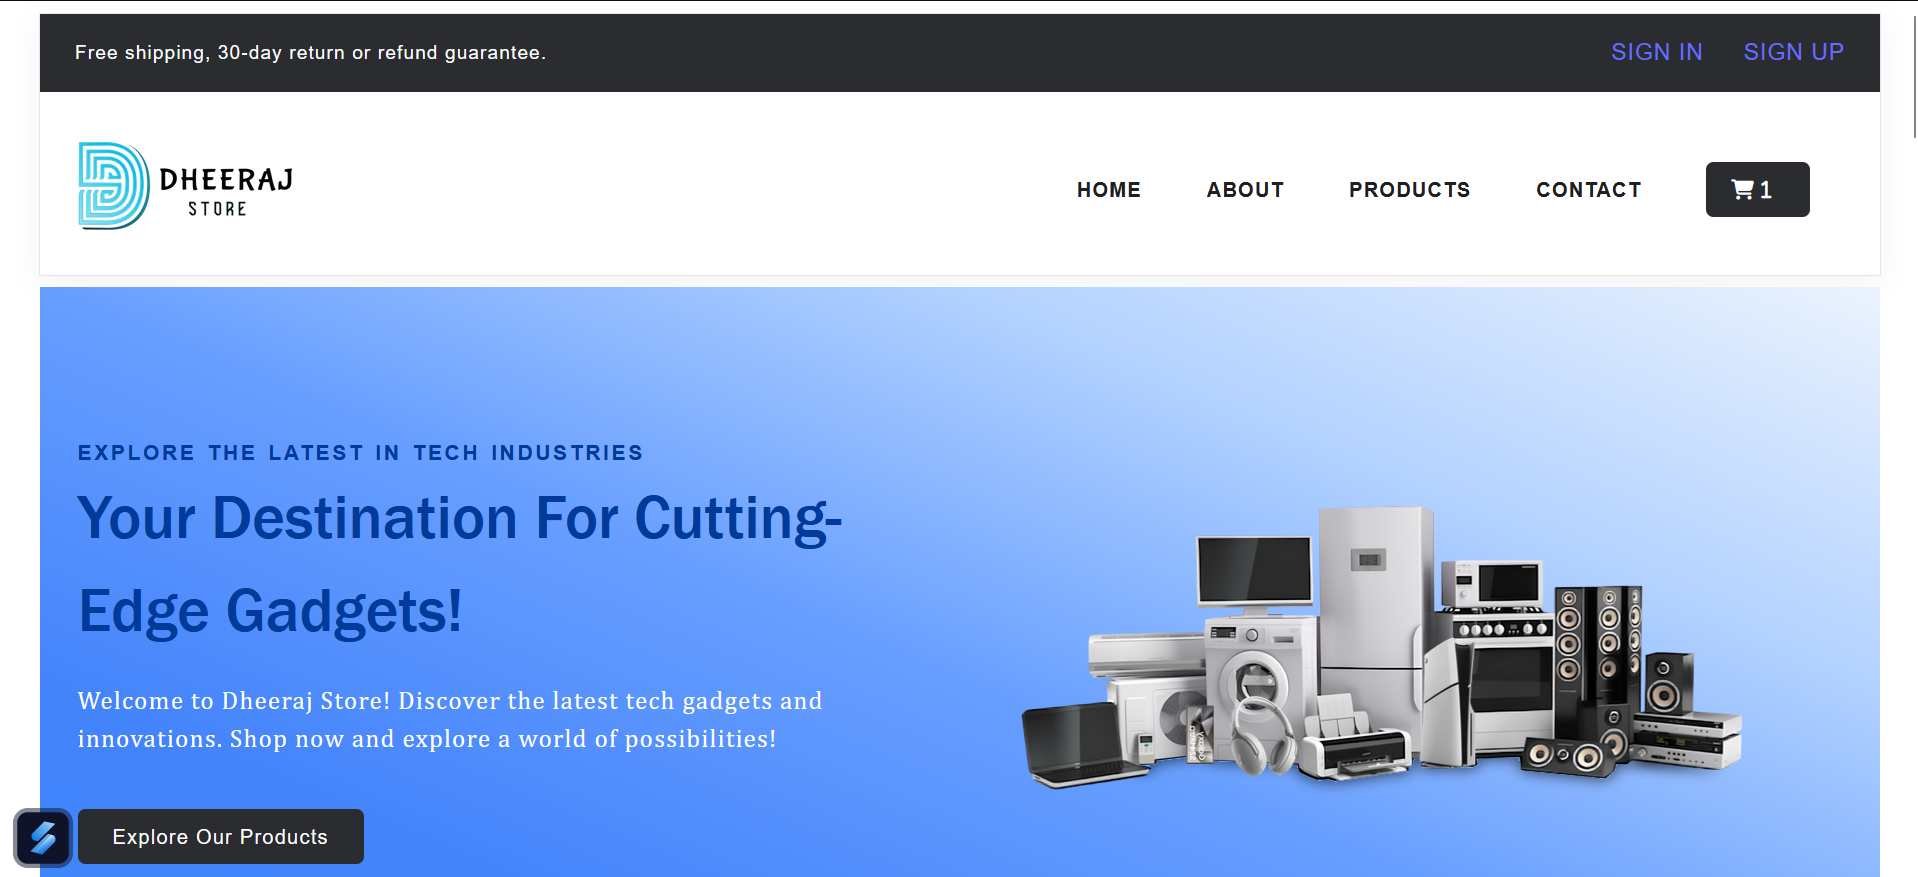 Free shipping, 30-day return or refund guarantee.
SIGN IN
SIGN UP
DHEERAJ
STORE
HOME
ABOUT
PRODUCTS
CONTACT
1
EXPLORE THE LATEST IN TECH INDUSTRIES
Your Destination For Cutting-
Edge Gadgets!
Welcome to Dheeraj Store! Discover the latest tech gadgets and
innovations. Shop now and explore a world of possibilities!
Explore Our Products